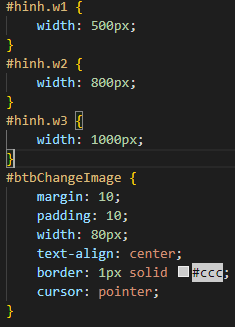 #hinh.w1 {
    width: 500px;
}
#hinh.w2 {
    width: 800px;
}
#hinh.w3 {
    width: 1000px;
}
#btbChangeImage {
    margin: 10;
    padding: 10;
    width: 80px;
    text-align: center;
    border: 1px solid #ccc;
    cursor: pointer;
}